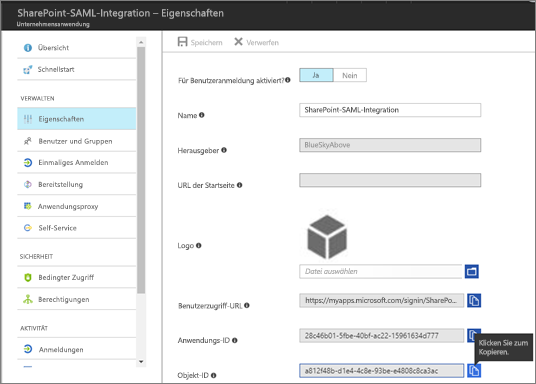 SharePoint-SAML-Integration – Eigenschaften
Unternehmensanwendung
Übersicht
Schnellstart
VERWALTEN
Eigenschaften
Benutzer und Gruppen
Einmaliges Anmelden
Bereitstellung
Anwendungsproxy
Self-Service
SICHERHEIT
Bedingter Zugriff
Berechtigungen
AKTIVITÄT
Anmeldungen
Speichern Verwerfen
Für Benutzeranmeldung aktiviert? Ja Nein
Name SharePoint-SAML-Integration
Herausgeber BlueSkyAbove
URL der Startseite
Logo
Datei auswählen
Benutzerzugriff-URL https://myapps.microsoft.com/signin/SharePo...
Anwendungs-ID 28c46b01-5fbe-40bf-ac22-15961634d777
Objekt-ID a812f48b-d1e4-4c8e-93be-e4808c8ca3ac
Klicken Sie zum
Kopieren.